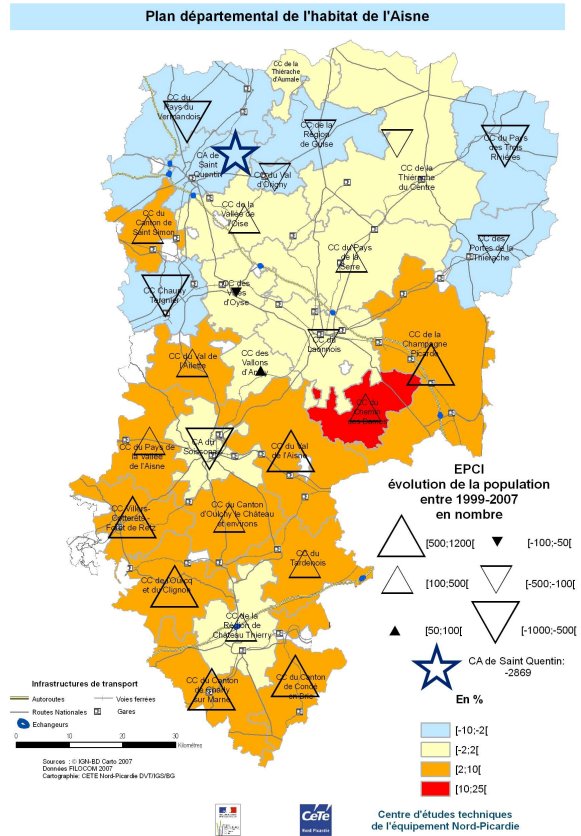 Plan départemental de l'habitat de l'Aisne
CC de la
Thiérache
d'Aumale
CC du
Pays du
Vermandois
CC de la
Région
de Guise
CC du Pays
des Trois
Rivières
CA de
Saint
Quentin
CC du Val
d'Origny
CC de la
Thiérache
du Centre
CC de la
Vallée de
l'Oise
CC du
Canton de
Saint Simon
CC du Pays
de la
Serre
CC des
Portes de la
Thiérache
CC Chauny
Tergnier
CC des
Villes
d'Oyse
CC du
Laonnois
CC de la
Champagne
Picarde
CC du Val de
l'Ailette
CC des
Vallons
d'Anizy
CC du
Chemin
des Dames
CC du Pays de
la Vallée
de l'Aisne
CA du
Soissonnais
CC du Val
de l'Aisne
CC Villers-
Cotterêts -
Forêt de Retz
CC du Canton
d'Oulchy le Château
et environs
CC du
Tardenois
CC de l'Ourcq
et du Clignon
CC de la
Région de
Château Thierry
CC du Canton
de Charly
sur Marne
CC du Canton
de Condé
en Brie
EPCI
évolution de la population
entre 1999-2007
en nombre
[500;1200[
[-100;-50[
[100;500[
[-500;-100[
[50;100[
[-1000;-500[
CA de Saint Quentin:
-2869
En %
[-10;-2[
[-2;2[
[2;10[
[10;25[
Infrastructures de transport
Autoroutes
Voies ferrées
Routes Nationales
Gares
Echangeurs
0 10 20 30
Kilomètres
Sources : © IGN-BD Carto 2007
Données FILOCOM 2007
Cartographie: CETE Nord-Picardie DVT/IGS/BG
CeTe
Nord Picardie
Centre d'études techniques
de l'équipement Nord-Picardie